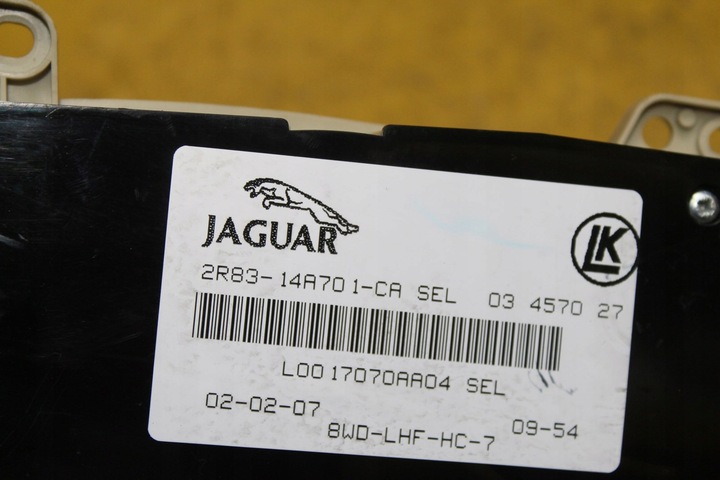 JAGUAR
LK
2R83-14A701-CA SEL 03 4570 27
L0017070AA04 SEL
02-02-07 09-54
8WD-LHF-HC-7